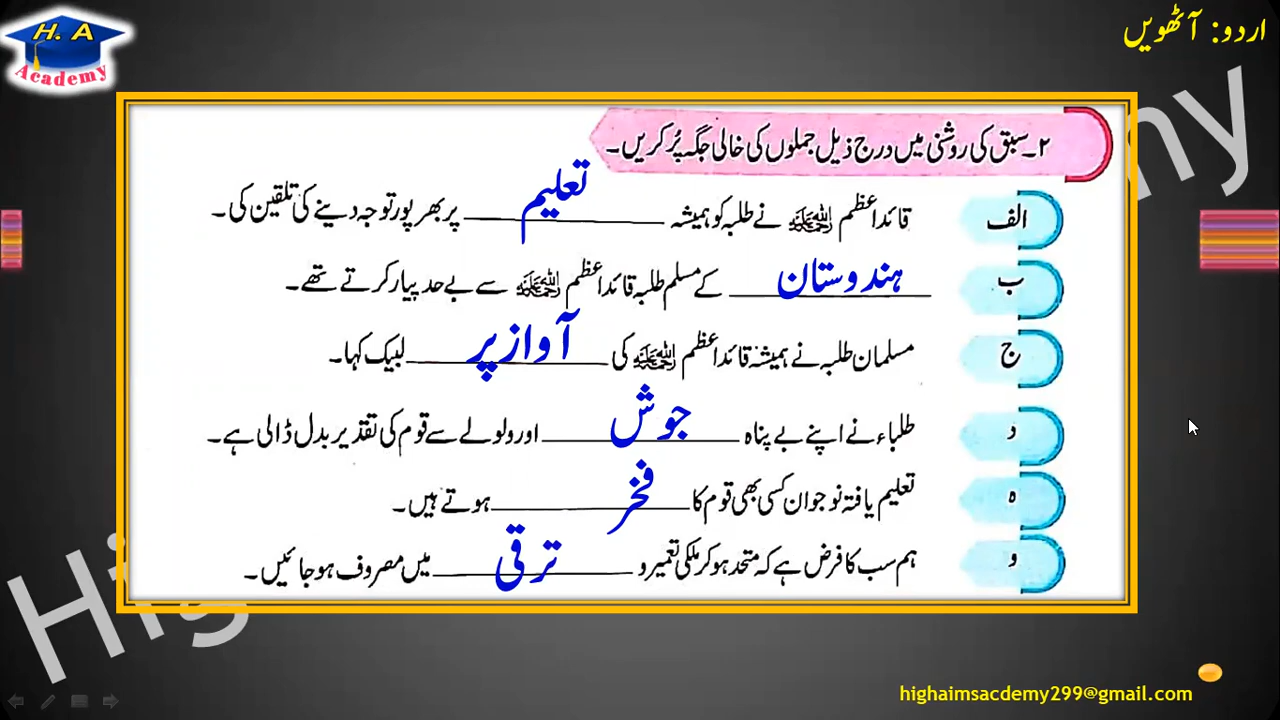 H. A
Academy
اردو: آٹھویں
۲۔ سبق کی روشنی میں درج ذیل جملوں کی خالی جگہ پُر کریں۔
الف قائداعظم رحمۃ اللہ علیہ نے طلبہ کو ہمیشہ تعلیم پر بھر پور توجہ دینے کی تلقین کی۔
ب ہندوستان کے مسلم طلبہ قائداعظم رحمۃ اللہ علیہ سے بے حد پیار کرتے تھے۔
ج مسلمان طلبہ نے ہمیشہ قائداعظم رحمۃ اللہ علیہ کی آواز پر لبیک کہا۔
د طلباء نے اپنے بے پناہ جوش اور ولولے سے قوم کی تقدیر بدل ڈالی ہے۔
ہ تعلیم یافتہ نوجوان کسی بھی قوم کا فخر ہوتے ہیں۔
و ہم سب کا فرض ہے کہ متحد ہو کر ملکی تعمیر و ترقی میں مصروف ہو جائیں۔
highaimsacdemy299@gmail.com